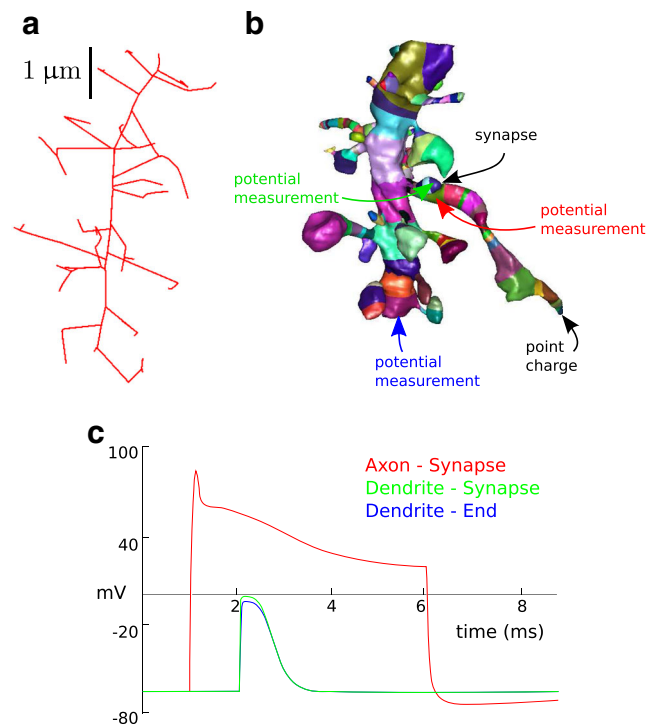 a
1 μm
b
synapse
potential
measurement
potential
measurement
potential
measurement
point
charge
c
100
40
mV
-20
-80
2
4
6
8
time (ms)
Axon - Synapse
Dendrite - Synapse
Dendrite - End